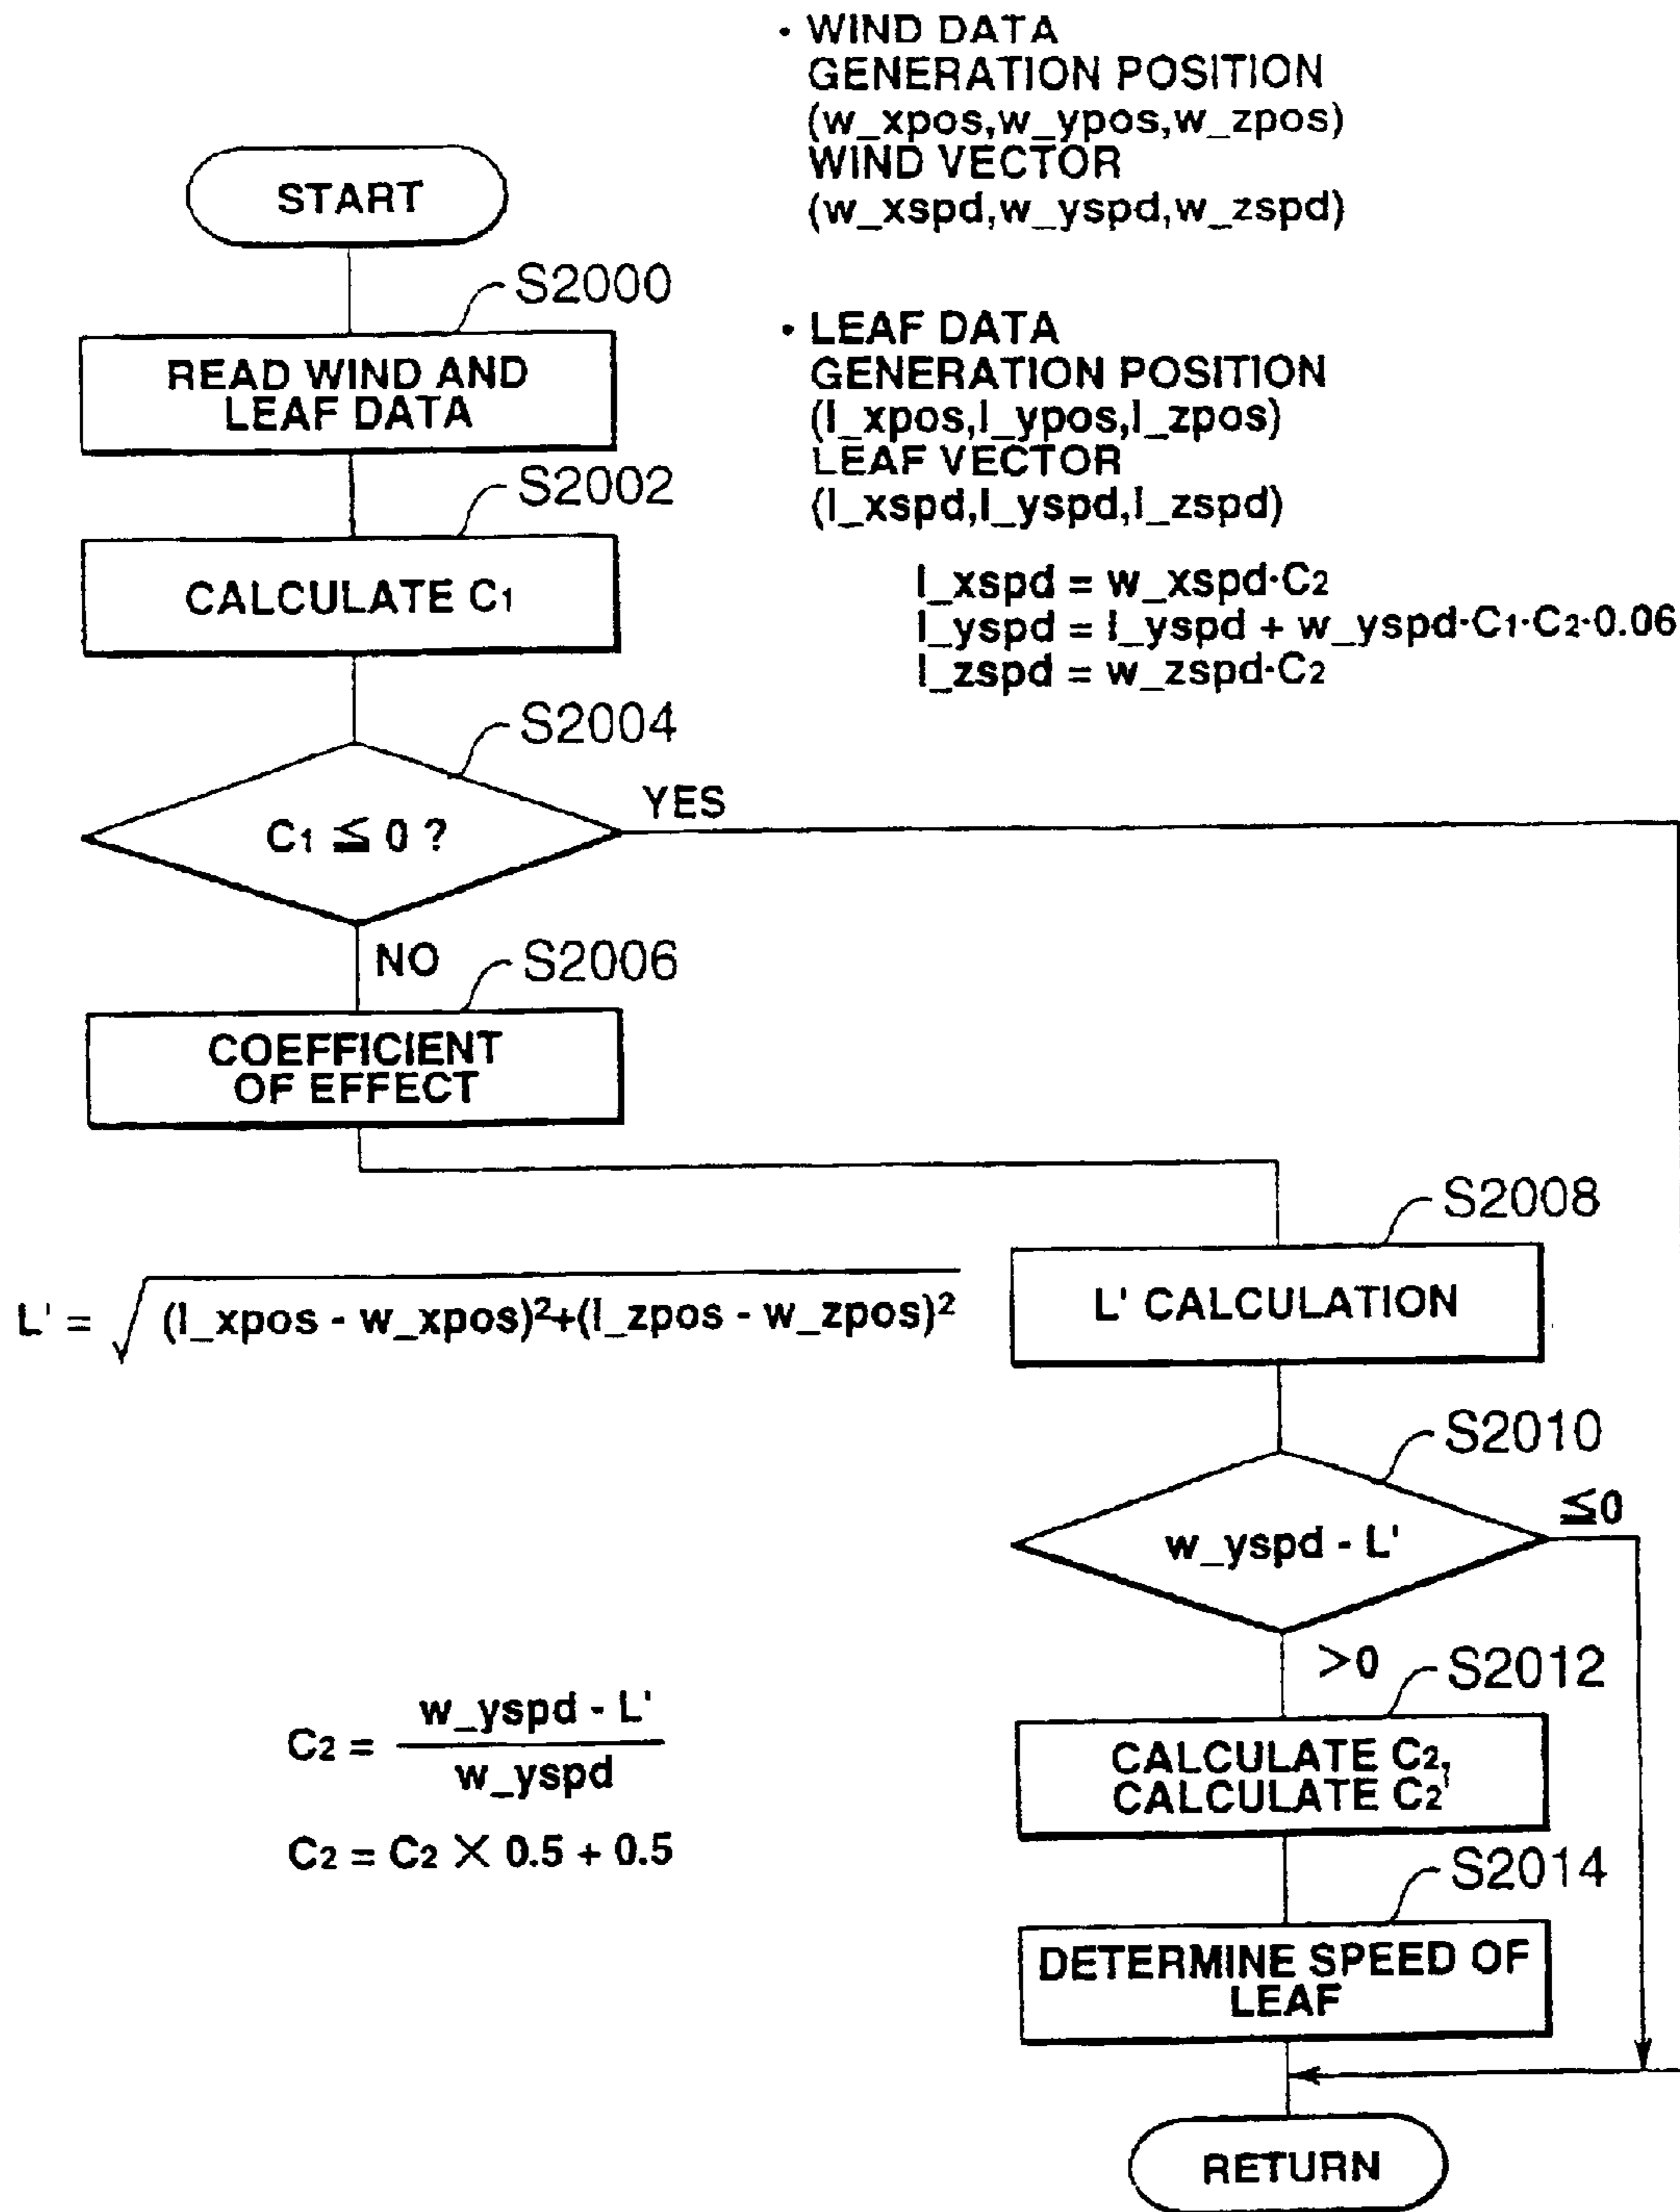 • WIND DATA
GENERATION POSITION
(w_xpos,w_ypos,w_zpos)
WIND VECTOR
(w_xspd,w_yspd,w_zspd)
START
S2000
READ WIND AND
LEAF DATA
• LEAF DATA
GENERATION POSITION
(l_xpos,l_ypos,l_zpos)
LEAF VECTOR
(l_xspd,l_yspd,l_zspd)
l_xspd = w_xspd·C2
l_yspd = l_yspd + w_yspd·C1·C2·0.06
l_zspd = w_zspd·C2
S2002
CALCULATE C1
S2004
C1 ≦ 0 ?
YES
NO
S2006
COEFFICIENT
OF EFFECT
S2008
L' CALCULATION
L' = √(l_xpos - w_xpos)²+(l_zpos - w_zpos)²
S2010
w_yspd - L'
≦0
>0
S2012
CALCULATE C2,
CALCULATE C2'
C2 = w_yspd - L'
w_yspd
C2 = C2 × 0.5 + 0.5
S2014
DETERMINE SPEED OF
LEAF
RETURN